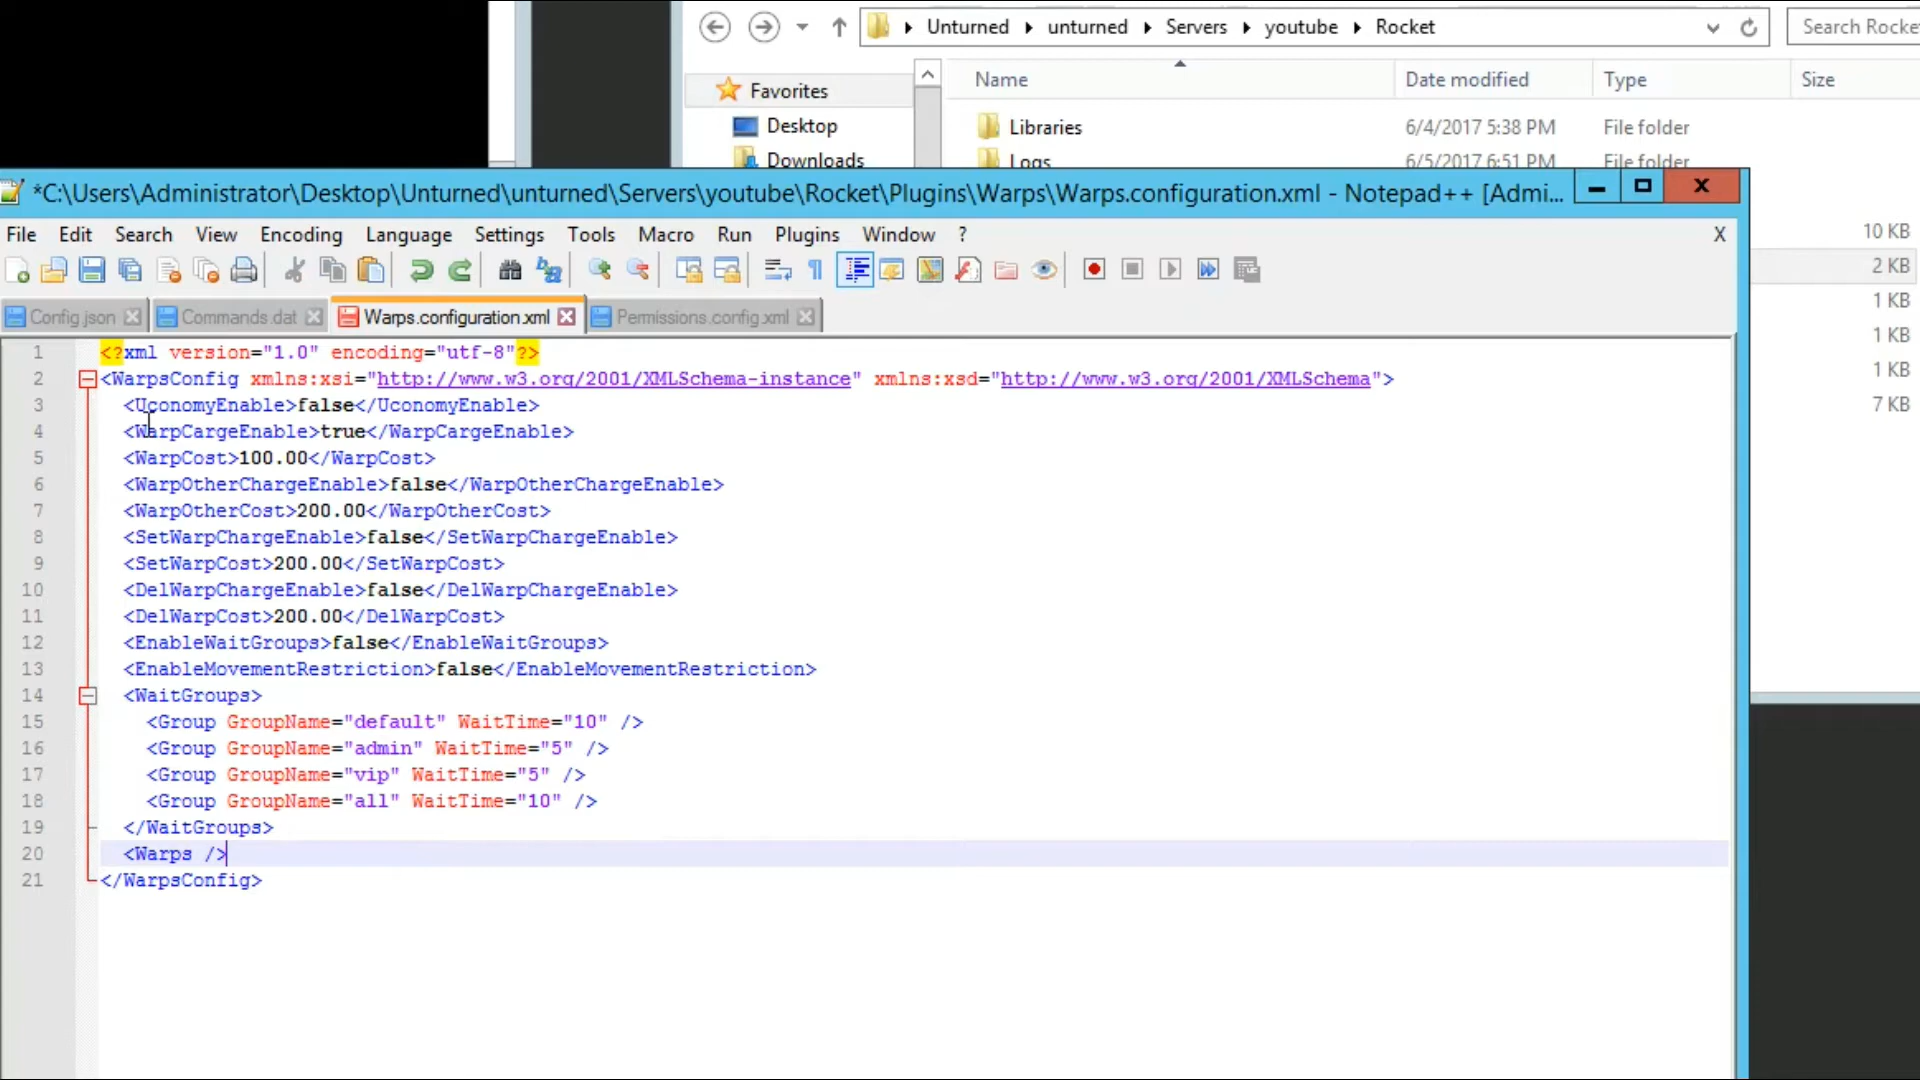 Unturned unturned Servers youtube Rocket
Search Rocke
Name Date modified Type Size
Favorites
Desktop
Downloads
Libraries 6/4/2017 5:38 PM File folder
Logs 6/5/2017 6:51 PM File folder
*C:\Users\Administrator\Desktop\Unturned\unturned\Servers\youtube\Rocket\Plugins\Warps\Warps.configuration.xml - Notepad++ [Admi...
File Edit Search View Encoding Language Settings Tools Macro Run Plugins Window ? X
10 KB
2 KB
1 KB
1 KB
1 KB
7 KB
Config.json Commands.dat Warps.configuration.xml Permissions.config.xml
1 <?xml version="1.0" encoding="utf-8"?>
2 <WarpsConfig xmlns:xsi="http://www.w3.org/2001/XMLSchema-instance" xmlns:xsd="http://www.w3.org/2001/XMLSchema">
3 <UconomyEnable>false</UconomyEnable>
4 <WarpCargeEnable>true</WarpCargeEnable>
5 <WarpCost>100.00</WarpCost>
6 <WarpOtherChargeEnable>false</WarpOtherChargeEnable>
7 <WarpOtherCost>200.00</WarpOtherCost>
8 <SetWarpChargeEnable>false</SetWarpChargeEnable>
9 <SetWarpCost>200.00</SetWarpCost>
10 <DelWarpChargeEnable>false</DelWarpChargeEnable>
11 <DelWarpCost>200.00</DelWarpCost>
12 <EnableWaitGroups>false</EnableWaitGroups>
13 <EnableMovementRestriction>false</EnableMovementRestriction>
14 <WaitGroups>
15 <Group GroupName="default" WaitTime="10" />
16 <Group GroupName="admin" WaitTime="5" />
17 <Group GroupName="vip" WaitTime="5" />
18 <Group GroupName="all" WaitTime="10" />
19 </WaitGroups>
20 <Warps />
21 </WarpsConfig>